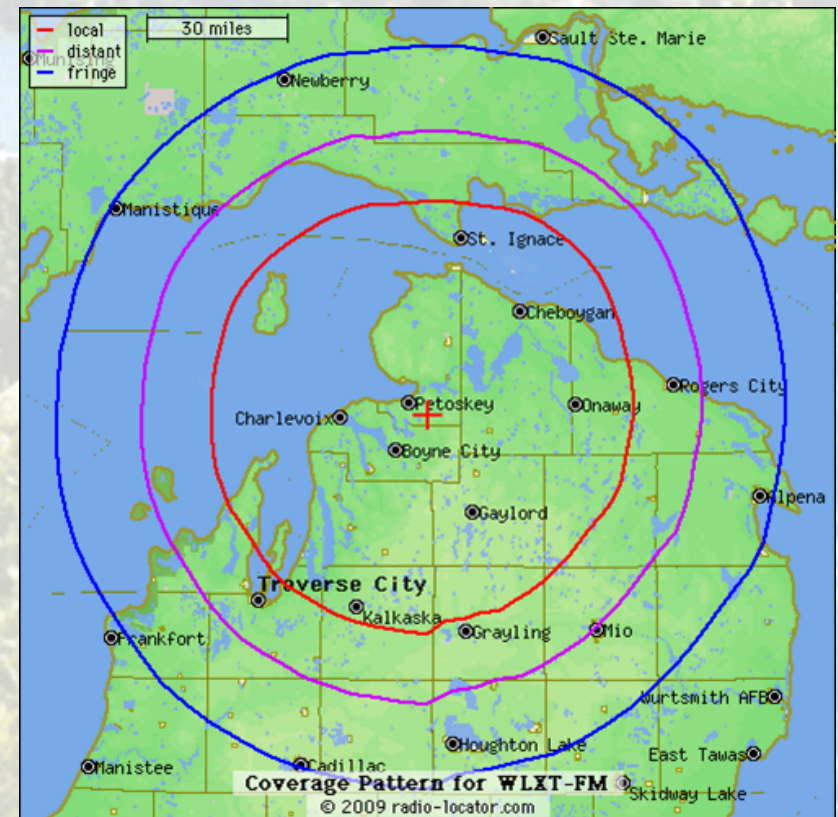 local
distant
fringe
30 miles
Sault Ste. Marie
Munising
Newberry
Manistique
St. Ignace
Cheboygan
Rogers City
Petoskey
Onaway
Charlevoix
Boyne City
Alpena
Gaylord
Traverse City
Kalkaska
Frankfort
Grayling
Mio
Wurtsmith AFB
Houghton Lake
East Tawas
Manistee
Cadillac
Coverage Pattern for WLXT-FM
Skidway Lake
© 2009 radio-locator.com